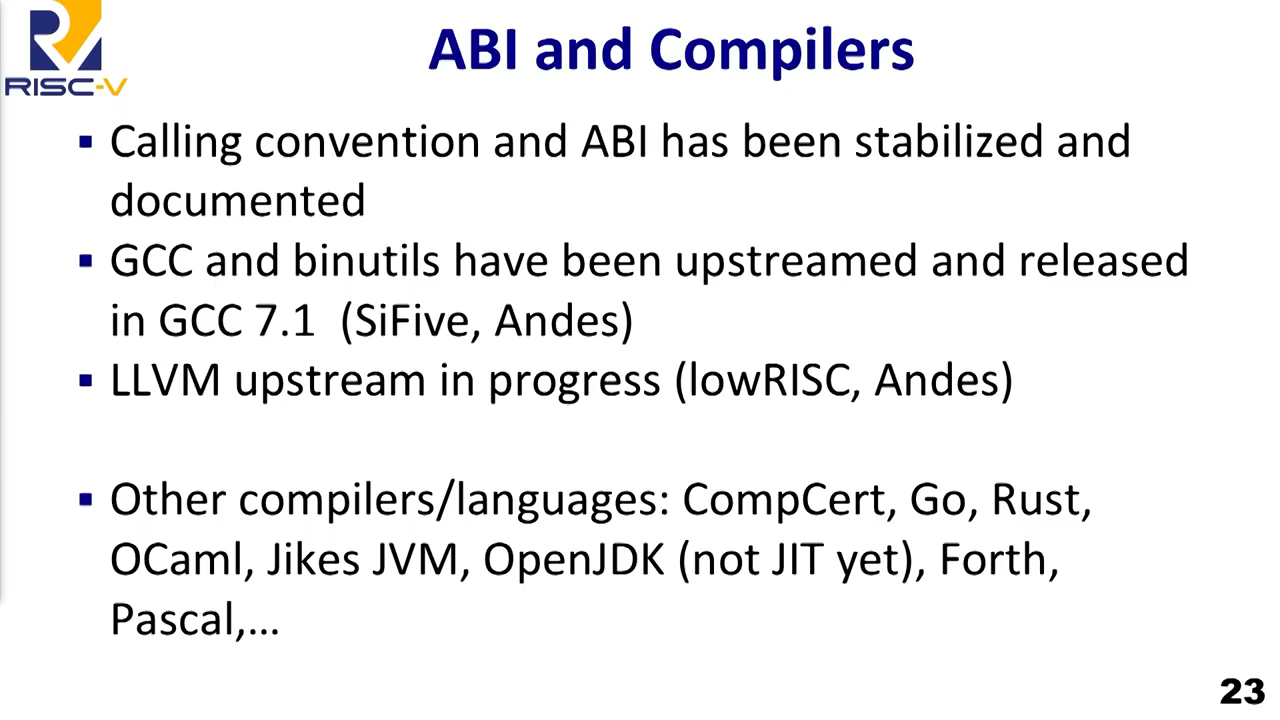 RISC-V
ABI and Compilers
▪ Calling convention and ABI has been stabilized and
documented
▪ GCC and binutils have been upstreamed and released
in GCC 7.1 (SiFive, Andes)
▪ LLVM upstream in progress (lowRISC, Andes)
▪ Other compilers/languages: CompCert, Go, Rust,
OCaml, Jikes JVM, OpenJDK (not JIT yet), Forth,
Pascal,...
23